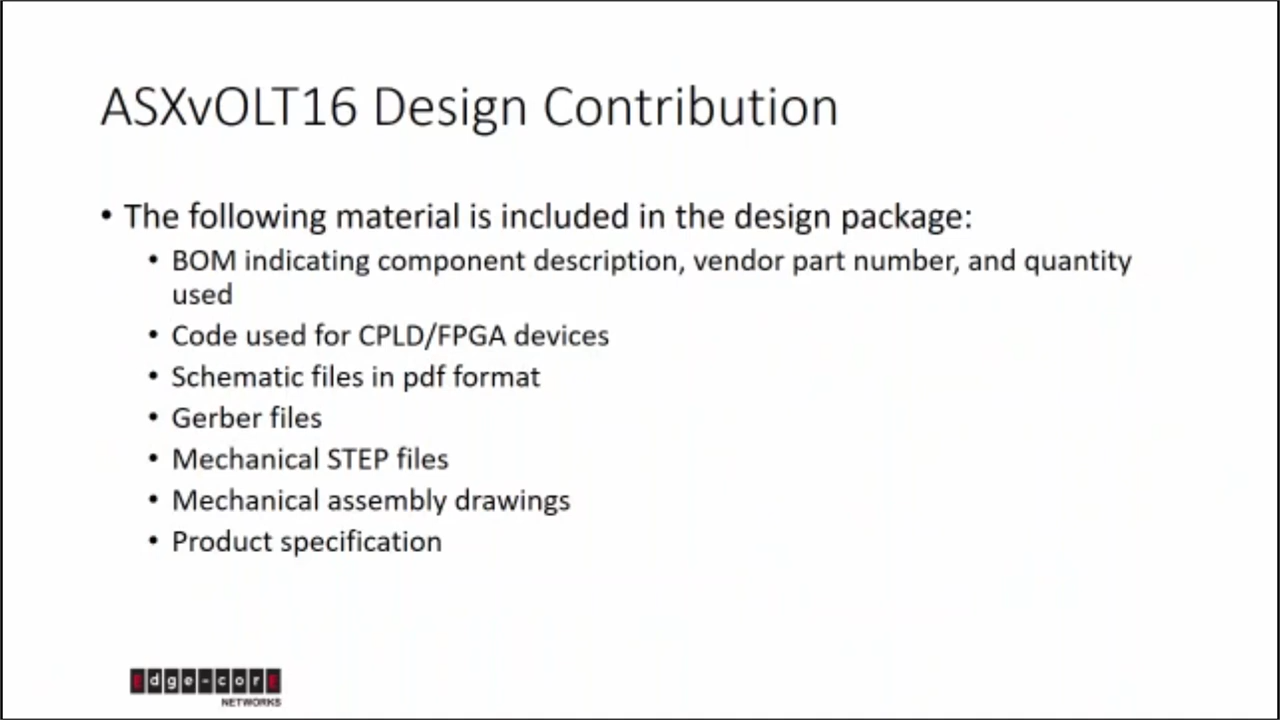 ASXvOLT16 Design Contribution
• The following material is included in the design package:
• BOM indicating component description, vendor part number, and quantity
used
• Code used for CPLD/FPGA devices
• Schematic files in pdf format
• Gerber files
• Mechanical STEP files
• Mechanical assembly drawings
• Product specification
Edge-corE
NETWORKS